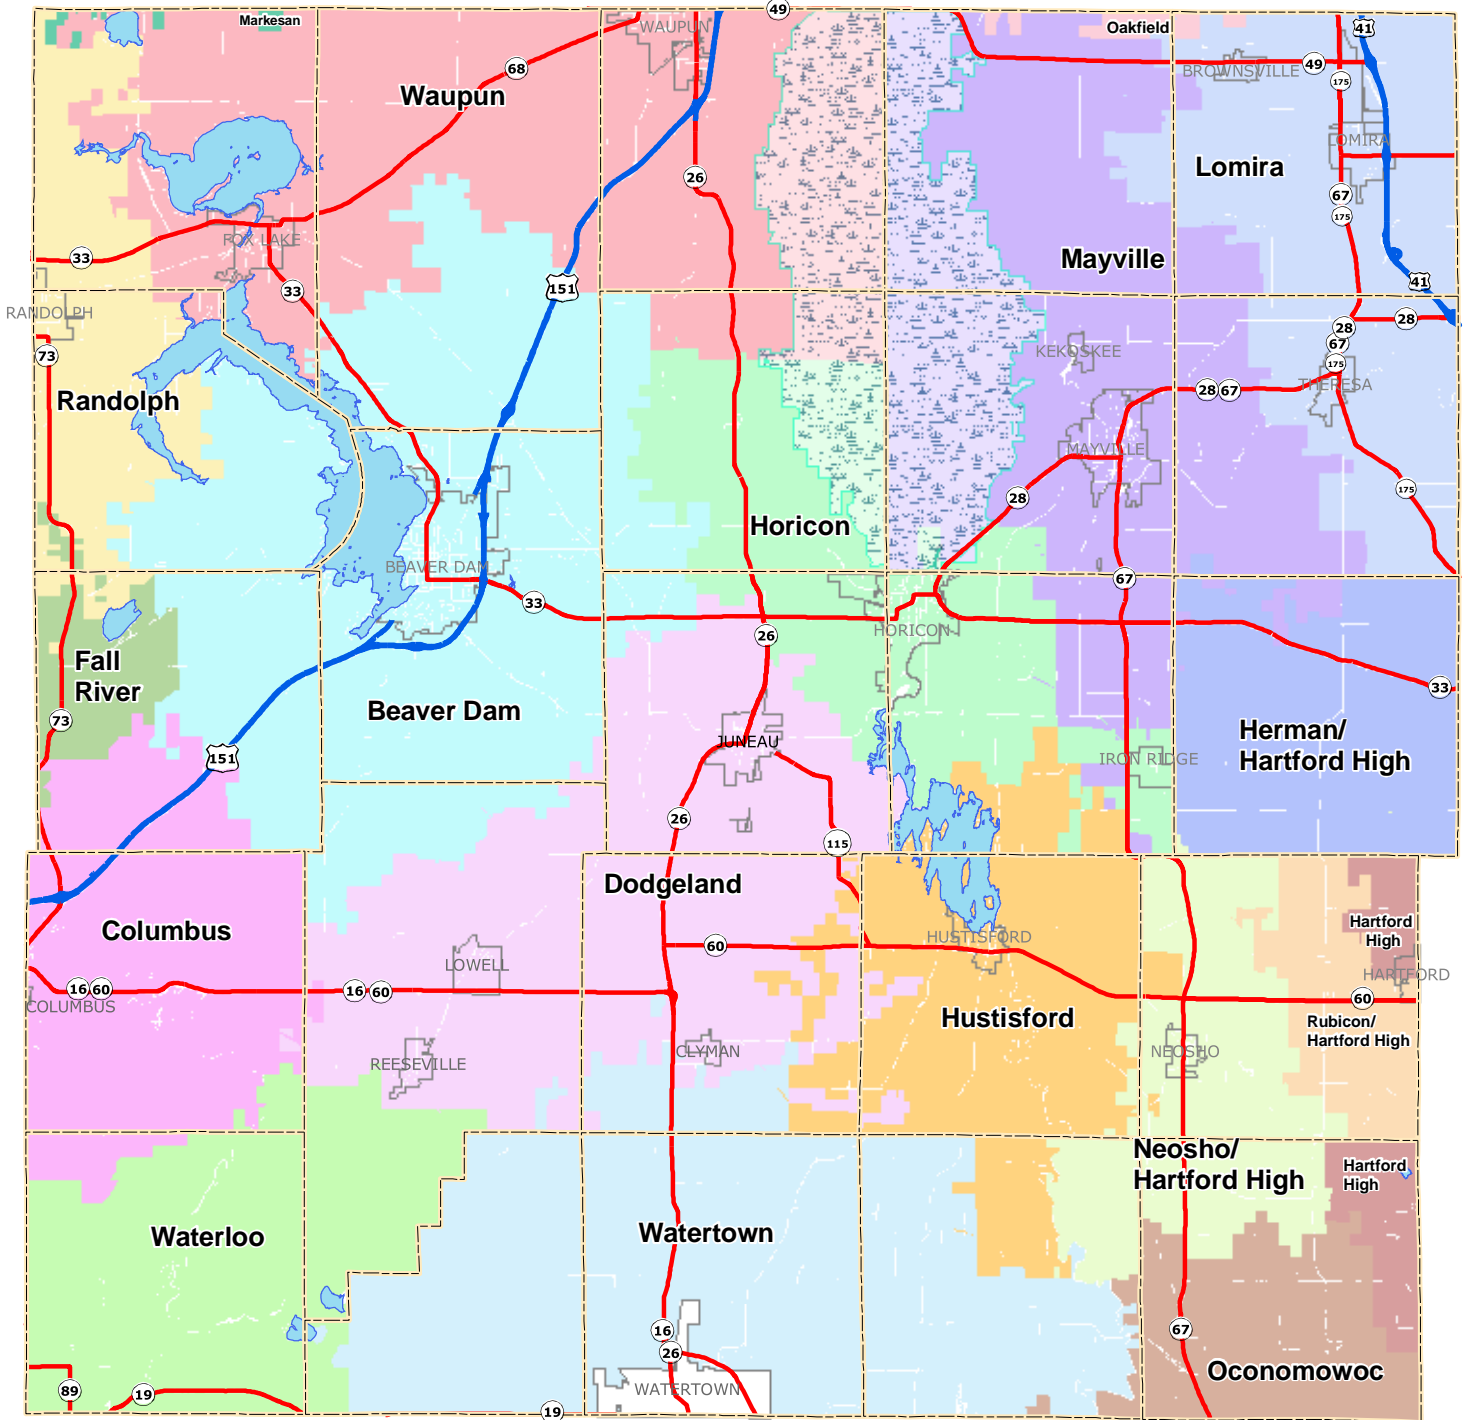 49
Markesan
WAUPUN
Oakfield
41
68
BROWNSVILLE
49
175
Waupun
LOMIRA
Lomira
26
67
175
FOX LAKE
33
Mayville
33
151
41
RANDOLPH
28
28
67
73
KEKOSKEE
175
THERESA
Randolph
28
67
MAYVILLE
28
175
Horicon
BEAVER DAM
67
33
HORICON
26
Fall
River
33
73
Beaver Dam
Herman/
Hartford High
JUNEAU
151
IRON RIDGE
26
115
Dodgeland
Columbus
Hartford
High
HUSTISFORD
60
LOWELL
HARTFORD
16
60
16
60
60
COLUMBUS
Hustisford
Rubicon/
Hartford High
CLYMAN
NEOSHO
REESEVILLE
Neosho/
Hartford High
Hartford
High
Waterloo
Watertown
16
67
26
Oconomowoc
89
19
WATERTOWN
19